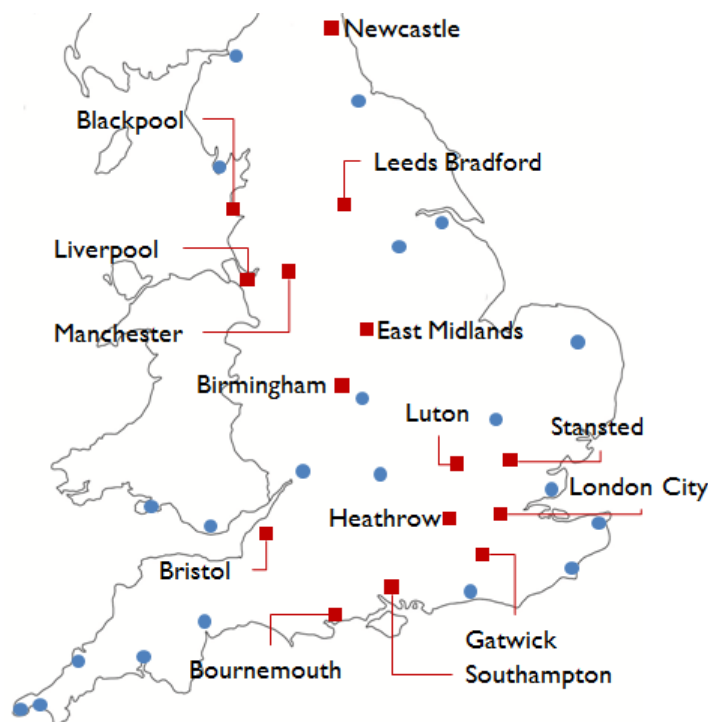 Newcastle
Blackpool
Leeds Bradford
Liverpool
Manchester
East Midlands
Birmingham
Luton
Stansted
London City
Heathrow
Bristol
Gatwick
Bournemouth
Southampton